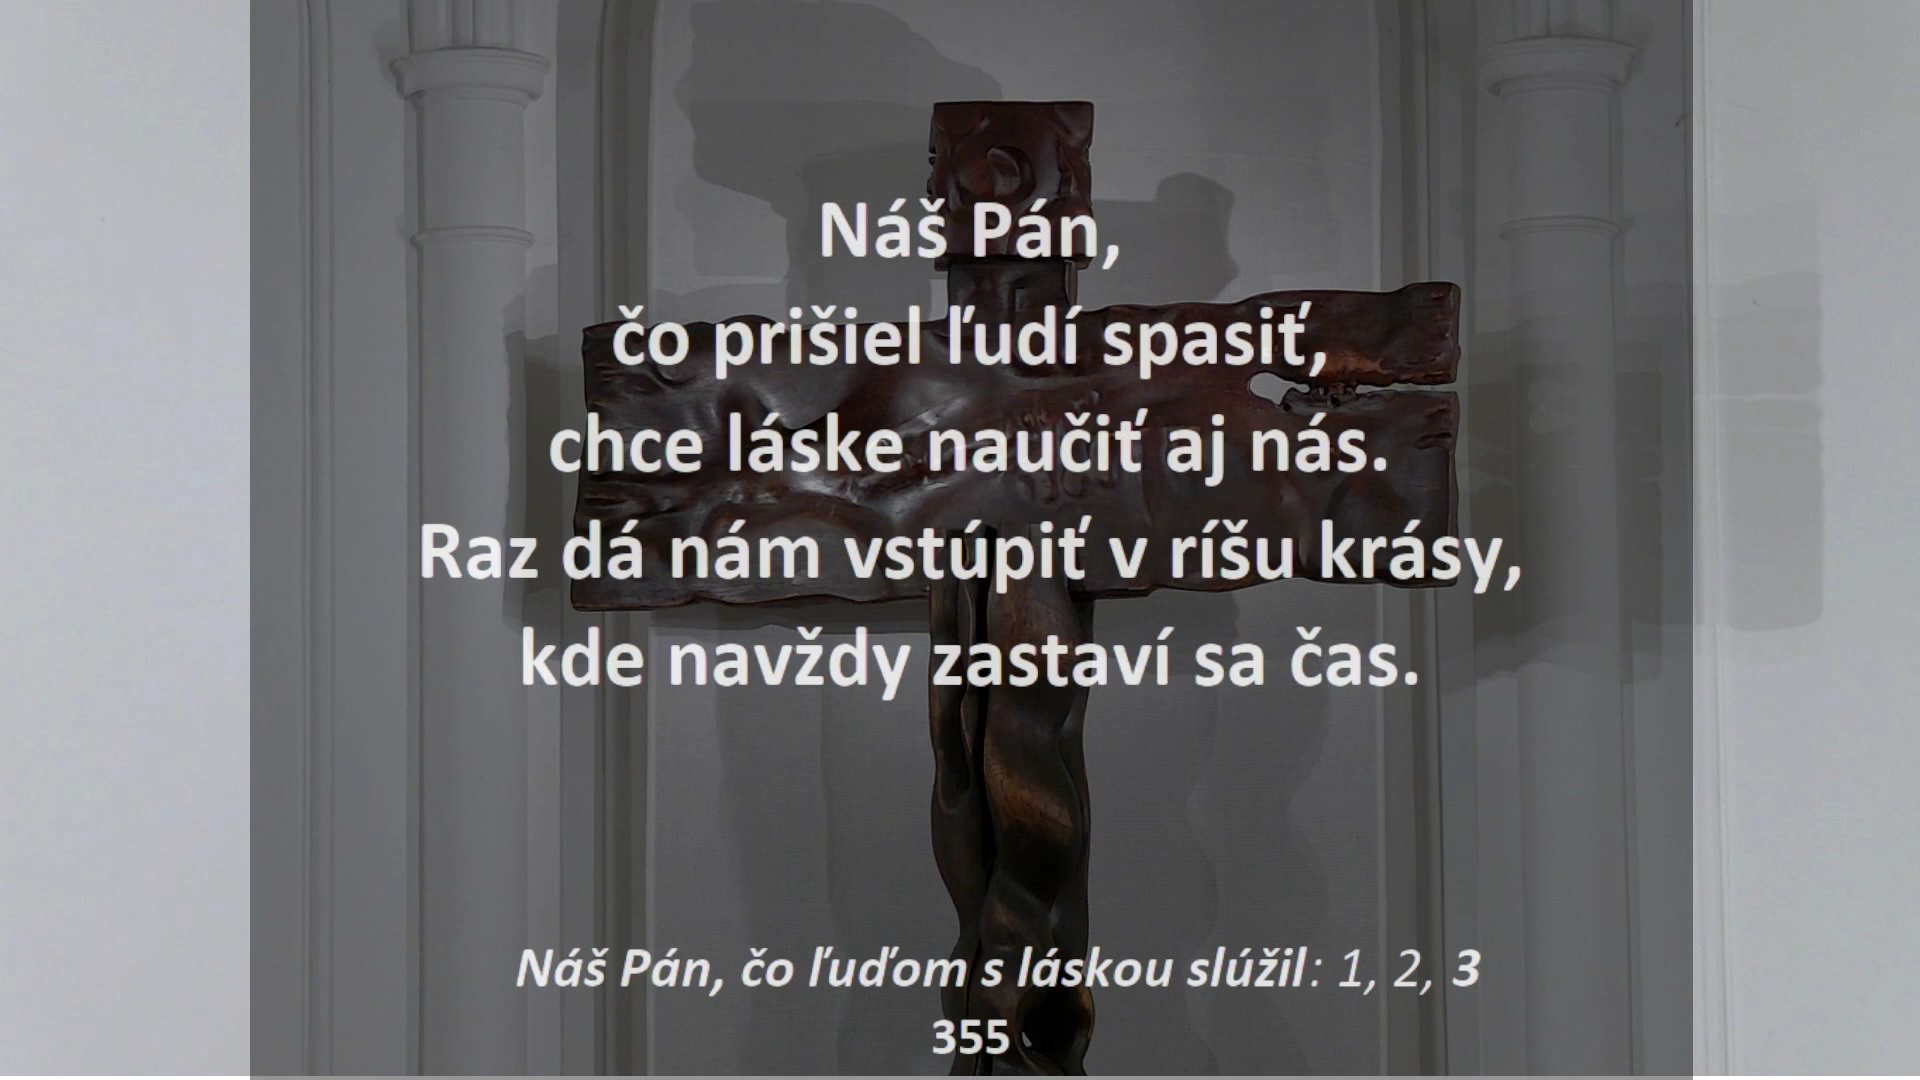 Náš Pán,
čo prišiel ľudí spasiť,
chce láske naučiť aj nás.
Raz dá nám vstúpiť v ríšu krásy,
kde navždy zastaví sa čas.
Náš Pán, čo ľuďom s láskou slúžil: 1, 2, 3
355